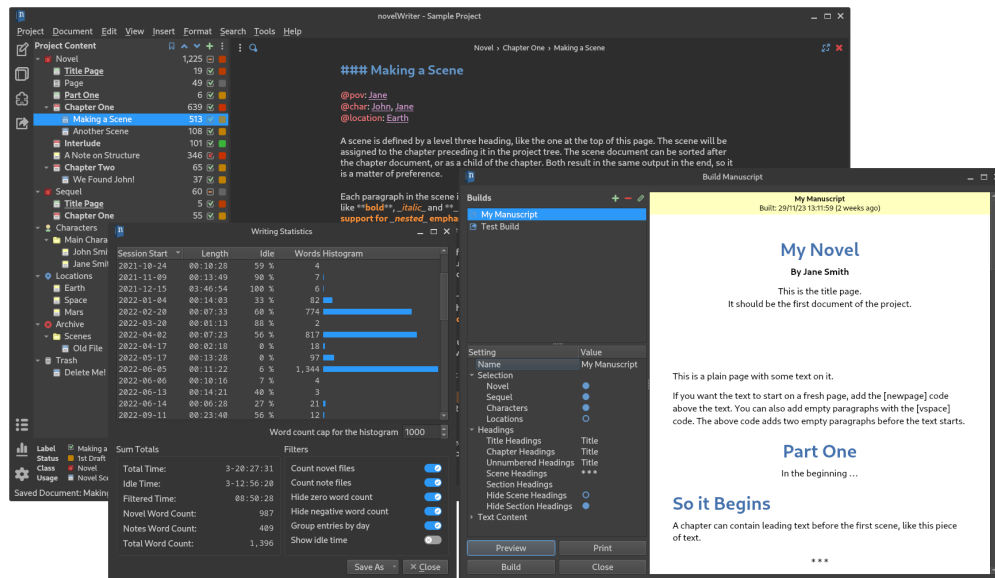 novelWriter - Sample Project
Project Document Edit View Insert Format Search Tools Help
Project Content
Novel 1,225
Title Page 19
Page 49
Part One 6
Chapter One 639
Making a Scene 513
Another Scene 108
Interlude 101
A Note on Structure 346
Chapter Two 65
We Found John! 37
Sequel 60
Title Page 5
Chapter One 55
Characters
Main Chara
John Smi
Jane Smit
Locations
Earth
Space
Mars
Archive
Scenes
Old File
Trash
Delete Me!
Label Making a
Status 1st Draft
Class Novel
Usage Novel Sce
Saved Document: Making
Novel › Chapter One › Making a Scene
### Making a Scene
@pov: Jane
@char: John, Jane
@location: Earth
A scene is defined by a level three heading, like the one at the top of this page. The scene will be
assigned to the chapter preceding it in the project tree. The scene document can be sorted after
the chapter document, or as a child of the chapter. Both result in the same output in the end, so it
is a matter of preference.
Each paragraph in the scene i
like **bold**, _italic_ and **_
support for _nested_ empha
Writing Statistics
Session Start Length Idle Words Histogram
2021-10-24 00:10:28 59 % 4
2021-11-09 00:13:49 90 % 7
2021-12-15 03:46:54 100 % 6
2022-01-04 00:14:03 33 % 82
2022-02-20 00:07:33 60 % 774
2022-03-20 00:01:13 88 % 2
2022-04-02 00:07:23 56 % 817
2022-04-17 00:02:18 0 % 18
2022-05-17 00:13:28 0 % 97
2022-06-05 00:11:22 6 % 1,344
2022-06-06 00:10:16 7 % 4
2022-06-13 00:14:21 40 % 3
2022-06-14 00:06:28 27 % 21
2022-09-11 00:23:40 56 % 12
Word count cap for the histogram 1000
Sum Totals
Total Time: 3-20:27:31
Idle Time: 3-12:56:20
Filtered Time: 08:50:28
Novel Word Count: 987
Notes Word Count: 409
Total Word Count: 1,396
Filters
Count novel files
Count note files
Hide zero word count
Hide negative word count
Group entries by day
Show idle time
Save As
Close
Build Manuscript
Builds
My Manuscript
Test Build
Setting Value
Name My Manuscript
Selection
Novel
Sequel
Characters
Locations
Headings
Title Headings Title
Chapter Headings Title
Unnumbered Headings Title
Scene Headings * * *
Section Headings
Hide Scene Headings
Hide Section Headings
Text Content
Preview Print
Build Close
My Manuscript
Built: 29/11/23 13:11:59 (2 weeks ago)
My Novel
By Jane Smith
This is the title page.
It should be the first document of the project.
This is a plain page with some text on it.
If you want the text to start on a fresh page, add the [newpage] code
above the text. You can also add empty paragraphs with the [vspace]
code. The above code adds two empty paragraphs before the text starts.
Part One
In the beginning …
So it Begins
A chapter can contain leading text before the first scene, like this piece
of text.
* * *